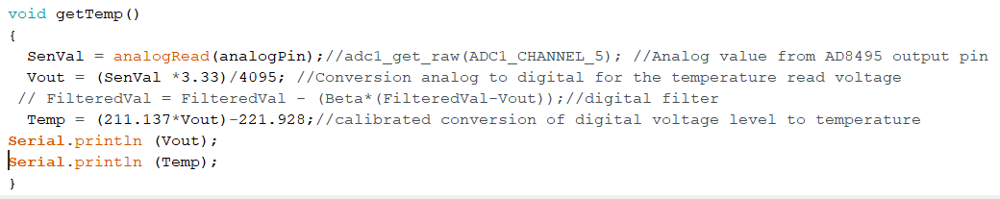 void getTemp()
{
SenVal = analogRead(analogPin);//adc1_get_raw(ADC1_CHANNEL_5); //Analog value from AD8495 output pin
Vout = (SenVal *3.33)/4095; //Conversion analog to digital for the temperature read voltage
// FilteredVal = FilteredVal - (Beta*(FilteredVal-Vout));//digital filter
Temp = (211.137*Vout)-221.928;//calibrated conversion of digital voltage level to temperature
Serial.println (Vout);
Serial.println (Temp);
}